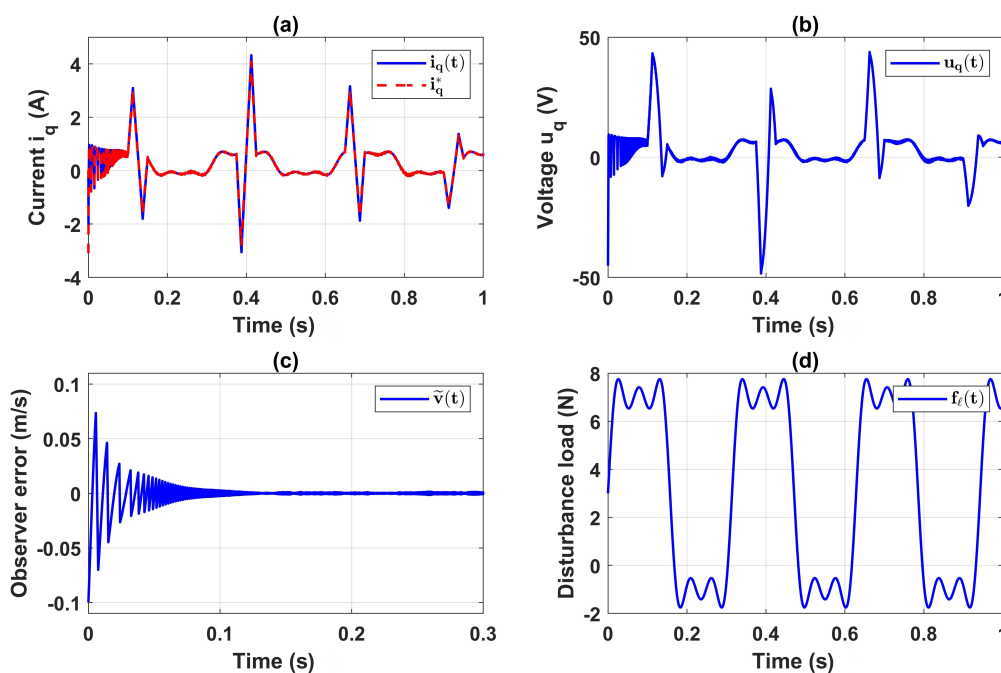 (a)
Current i_q (A)
4
2
0
-2
-4
i_q(t)
i_q^*
0 0.2 0.4 0.6 0.8 1
Time (s)
(b)
Voltage u_q (V)
50
0
-50
u_q(t)
0 0.2 0.4 0.6 0.8 1
Time (s)
(c)
Observer error (m/s)
0.1
0.05
0
-0.05
-0.1
ṽ(t)
0 0.1 0.2 0.3
Time (s)
(d)
Disturbance load (N)
8
6
4
2
0
-2
f_ℓ(t)
0 0.2 0.4 0.6 0.8 1
Time (s)